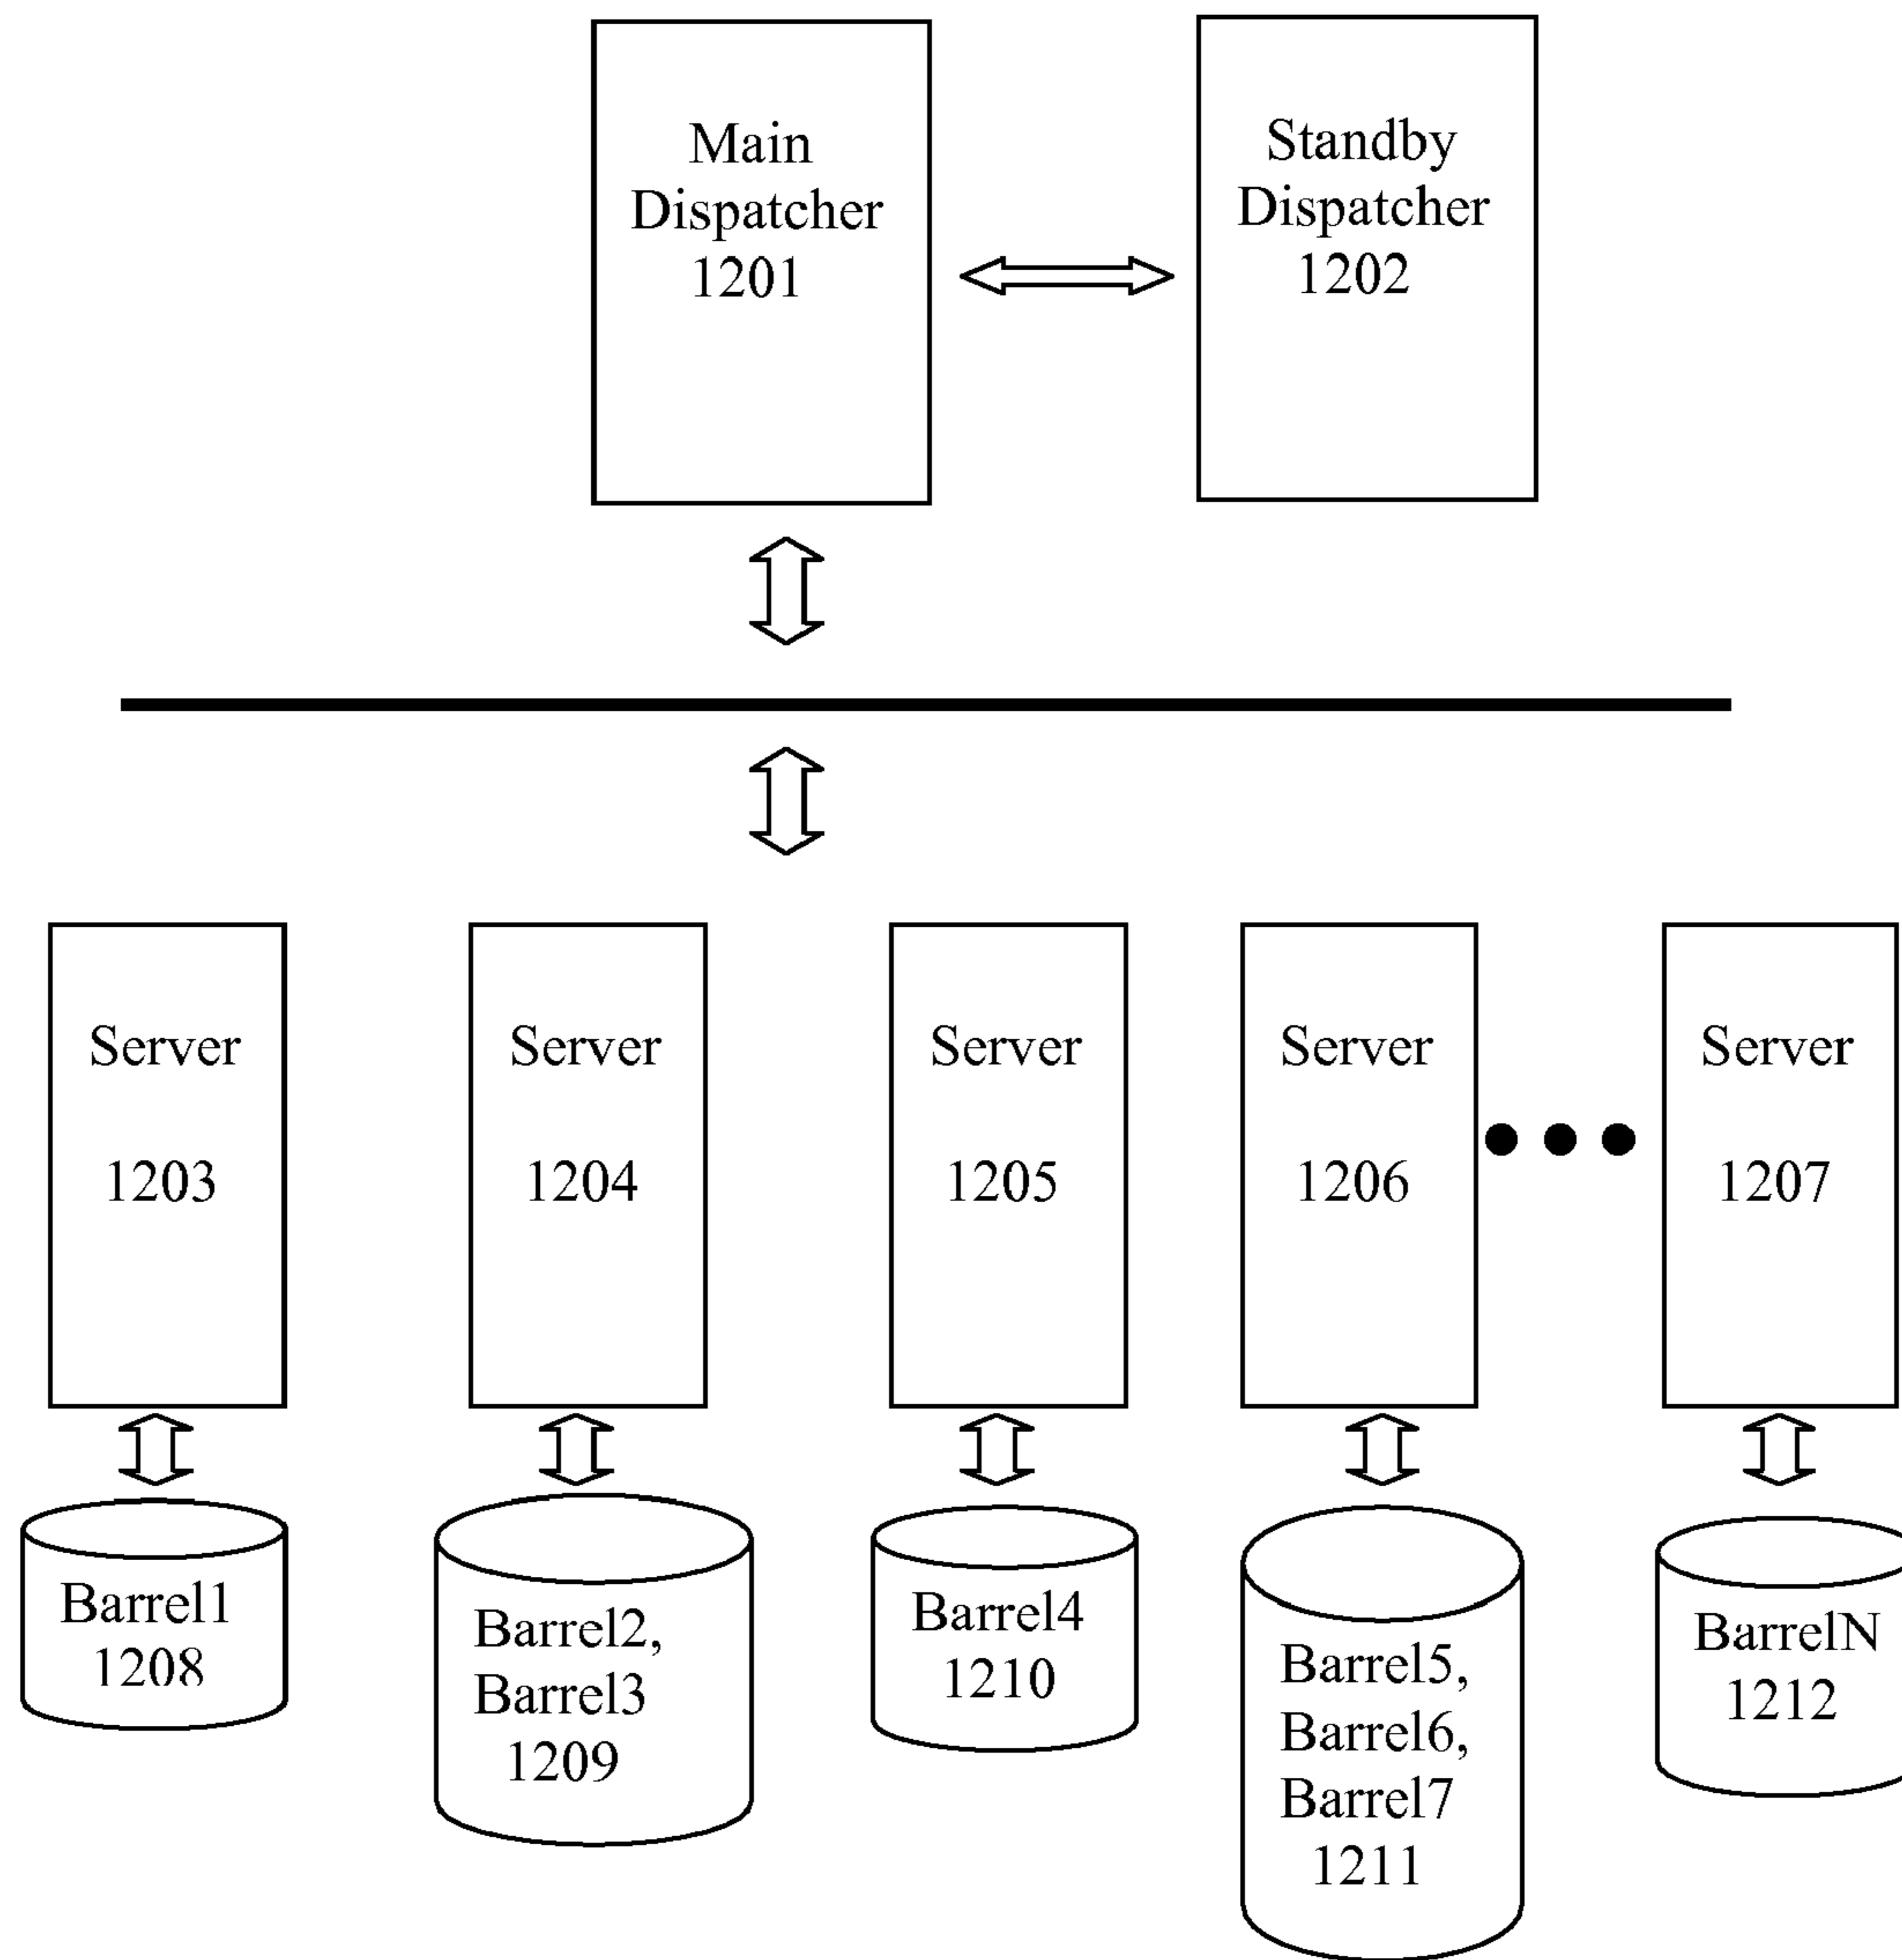 Main
Dispatcher
1201
Standby
Dispatcher
1202
Server
1203
Server
1204
Server
1205
Server
1206
Server
1207
Barrel1
1208
Barrel2,
Barrel3
1209
Barrel4
1210
Barrel5,
Barrel6,
Barrel7
1211
BarrelN
1212